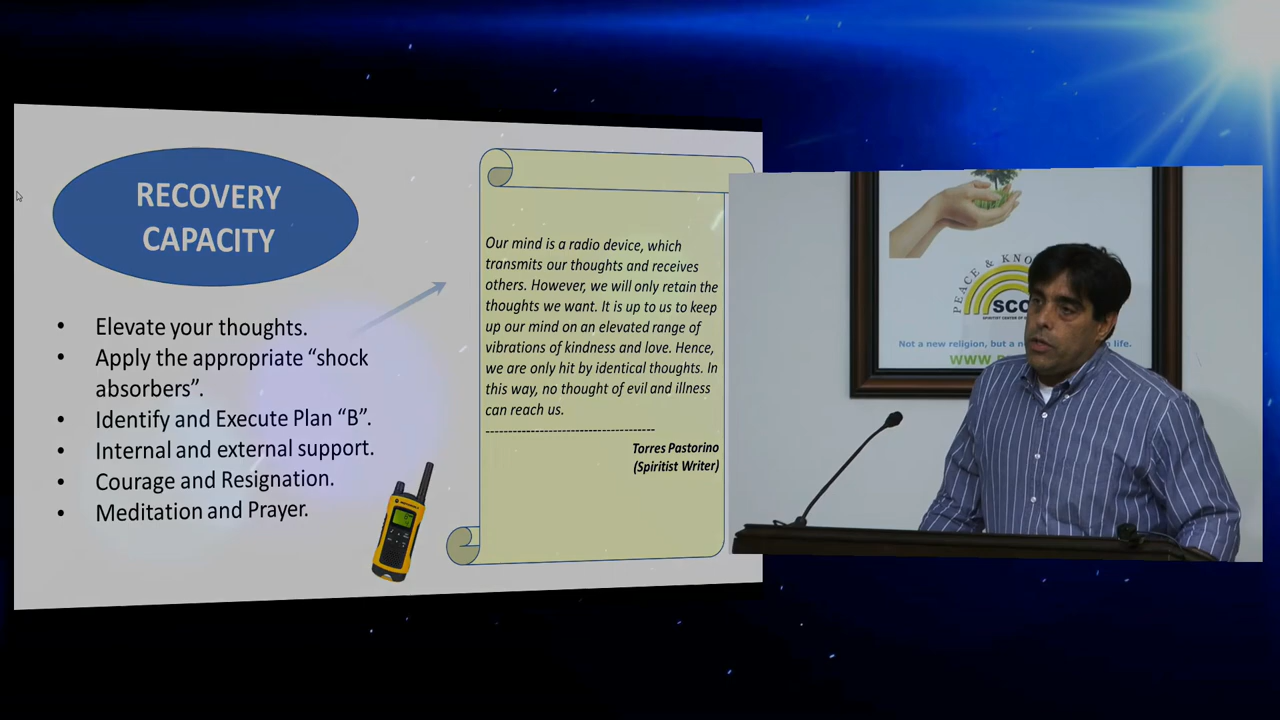 RECOVERY
CAPACITY
• Elevate your thoughts.
• Apply the appropriate “shock
absorbers”.
• Identify and Execute Plan “B”.
• Internal and external support.
• Courage and Resignation.
• Meditation and Prayer.
Our mind is a radio device, which
transmits our thoughts and receives
others. However, we will only retain the
thoughts we want. It is up to us to keep
up our mind on an elevated range of
vibrations of kindness and love. Hence,
we are only hit by identical thoughts. In
this way, no thought of evil and illness
can reach us.
--------------------------------------
Torres Pastorino
(Spiritist Writer)
PEACE & KNO
SCO
SPIRITIST CENTER OF
Not a new religion, but a n life.
WWW.